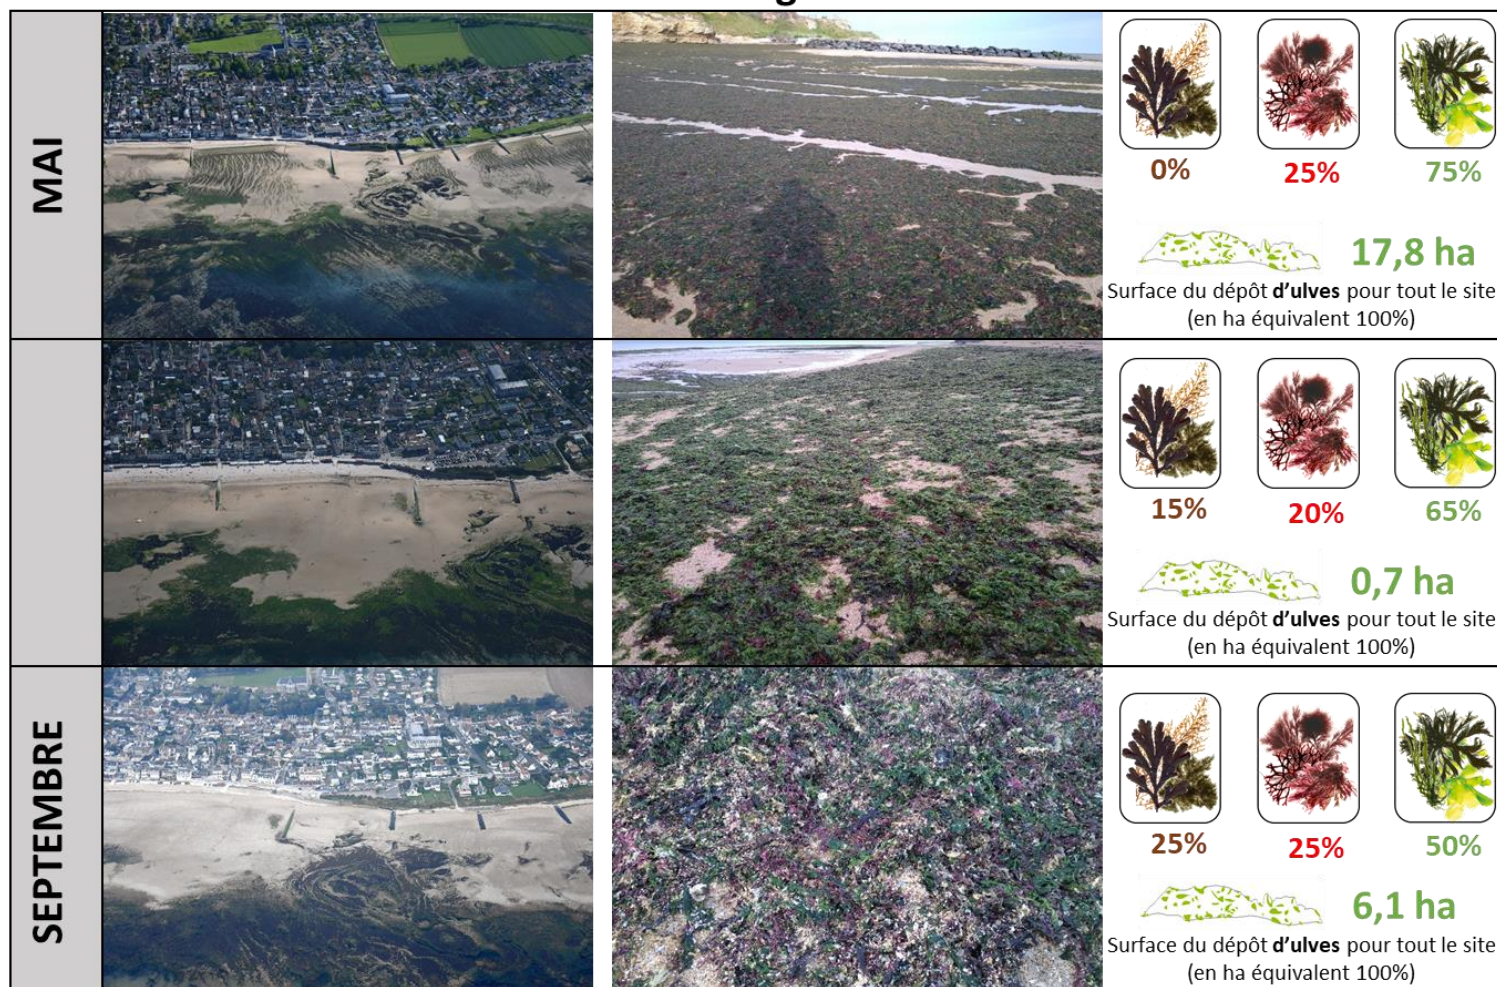 MAI
0%
25%
75%
17,8 ha
Surface du dépôt d'ulves pour tout le site
(en ha équivalent 100%)
15%
20%
65%
0,7 ha
Surface du dépôt d'ulves pour tout le site
(en ha équivalent 100%)
SEPTEMBRE
25%
25%
50%
6,1 ha
Surface du dépôt d'ulves pour tout le site
(en ha équivalent 100%)